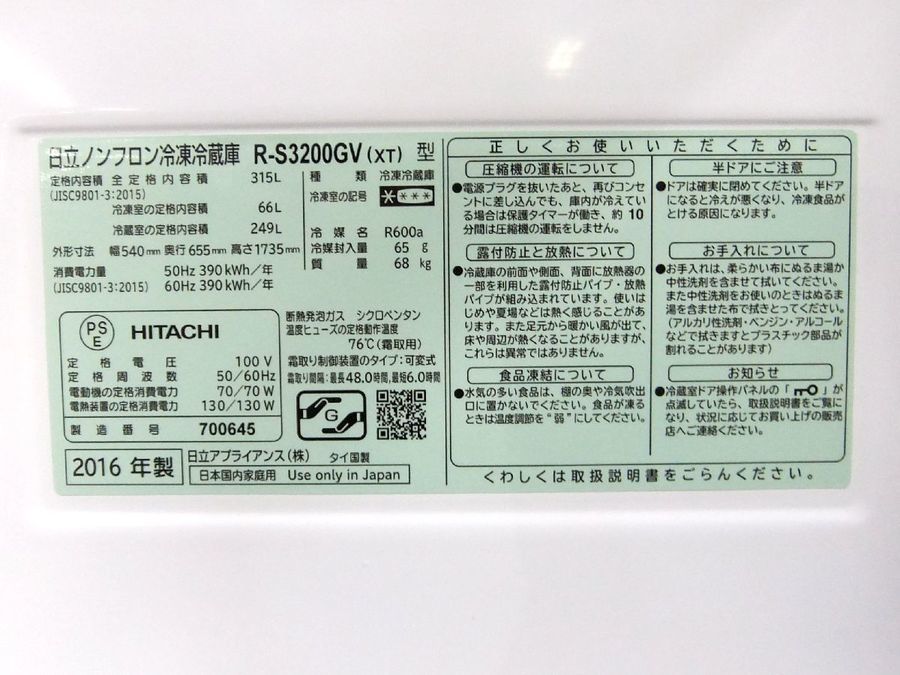 日立ノンフロン冷凍冷蔵庫 R-S3200GV (XT) 型
定格内容積 全定格内容積 315L
(JISC9801-3:2015)
冷凍室の定格内容積 66L
冷蔵室の定格内容積 249L
外形寸法 幅540mm 奥行655mm 高さ1735mm
消費電力量 50Hz 390kWh/年
(JISC9801-3:2015) 60Hz 390kWh/年
種類 冷凍冷蔵庫
冷凍室の記号 ****
冷媒名 R600a
冷媒封入量 65 g
質量 68 kg
PSE HITACHI
定格電圧 100 V
定格周波数 50/60Hz
電動機の定格消費電力 70/70 W
電熱装置の定格消費電力 130/130 W
製造番号 700645
断熱発泡ガス シクロペンタン
温度ヒューズの定格動作温度
76℃(霜取用)
霜取り制御装置のタイプ:可変式
霜取り間隔:最長48.0時間,最短6.0時間
G
2016 年製
日立アプライアンス(株) タイ国製
日本国内家庭用 Use only in Japan
正しくお使いいただくために
圧縮機の運転について
●電源プラグを抜いたあと、再びコンセ
ントに差し込んでも、庫内が冷えてい
る場合は保護タイマーが働き、約10
分間は圧縮機の運転をしません。
露付防止と放熱について
●冷蔵庫の前面や側面、背面に放熱器の
一部を利用した露付防止パイプ・放熱
パイプが組み込まれています。使いは
じめや夏場などは熱く感じることがあ
ります。また足元から暖かい風が出て、
床や周辺が熱くなることがありますが、
これらは異常ではありません。
食品凍結について
●水気の多い食品は、棚の奥や冷気吹出
口に置かないでください。食品が凍る
ときは温度調節を"弱"にしてください。
半ドアにご注意
●ドアは確実に閉めてください。半ドア
になると冷えが悪くなり、冷凍食品が
とける原因になります。
お手入れについて
●お手入れは、柔らかい布にぬるま湯か
中性洗剤を含ませて拭いてください。
また中性洗剤をお使いのときはぬるま
湯を含ませた布で拭きとってください。
(アルカリ性洗剤・ベンジン・アルコール
などで拭きますとプラスチック部品が
割れることがあります)
お知らせ
●冷蔵室ドア操作パネルの「」が
点滅していたら、取扱説明書をご覧に
なり、状況に応じてお買い上げの販売
店へご連絡ください。
くわしくは取扱説明書をごらんください。